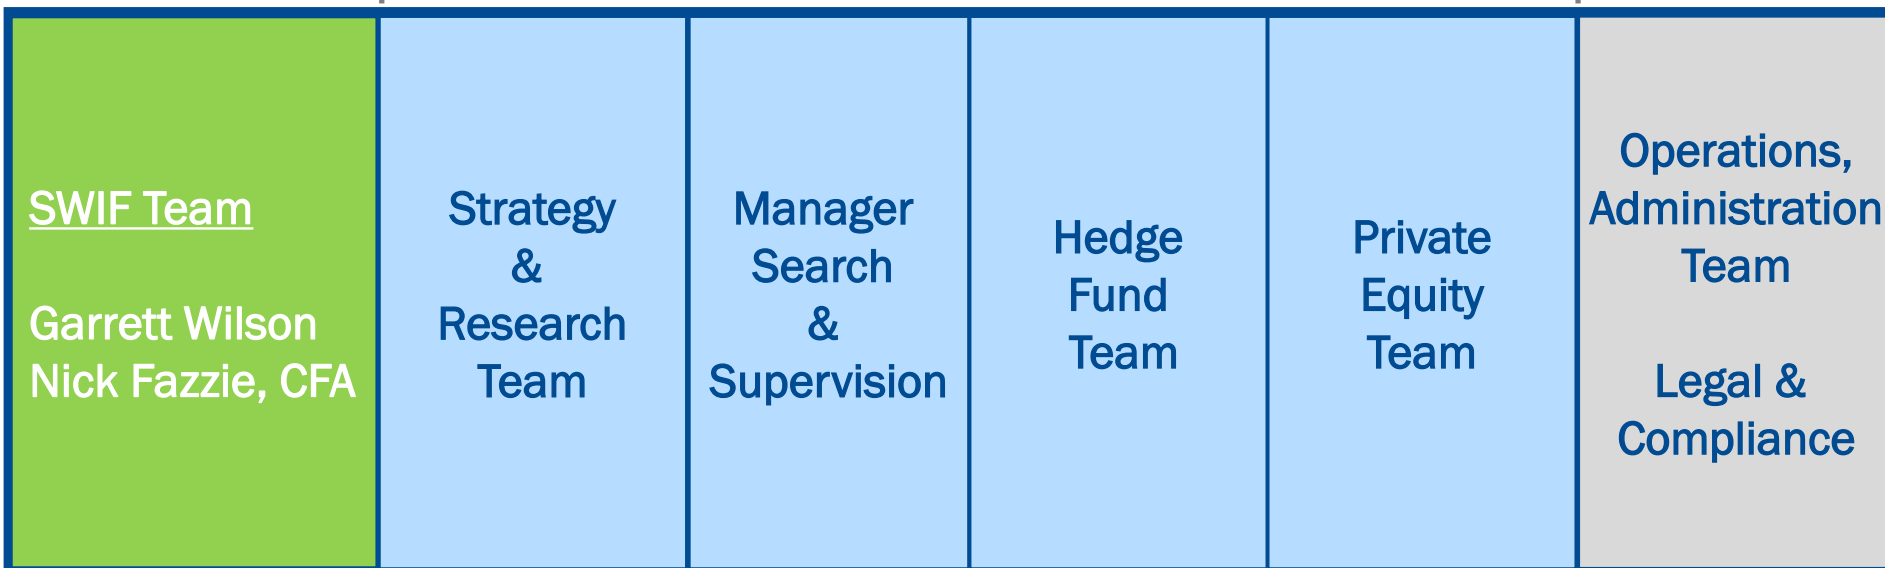 SWIF Team
Garrett Wilson
Nick Fazzie, CFA
Strategy
&
Research
Team
Manager
Search
&
Supervision
Hedge
Fund
Team
Private
Equity
Team
Operations,
Administration
Team
Legal &
Compliance